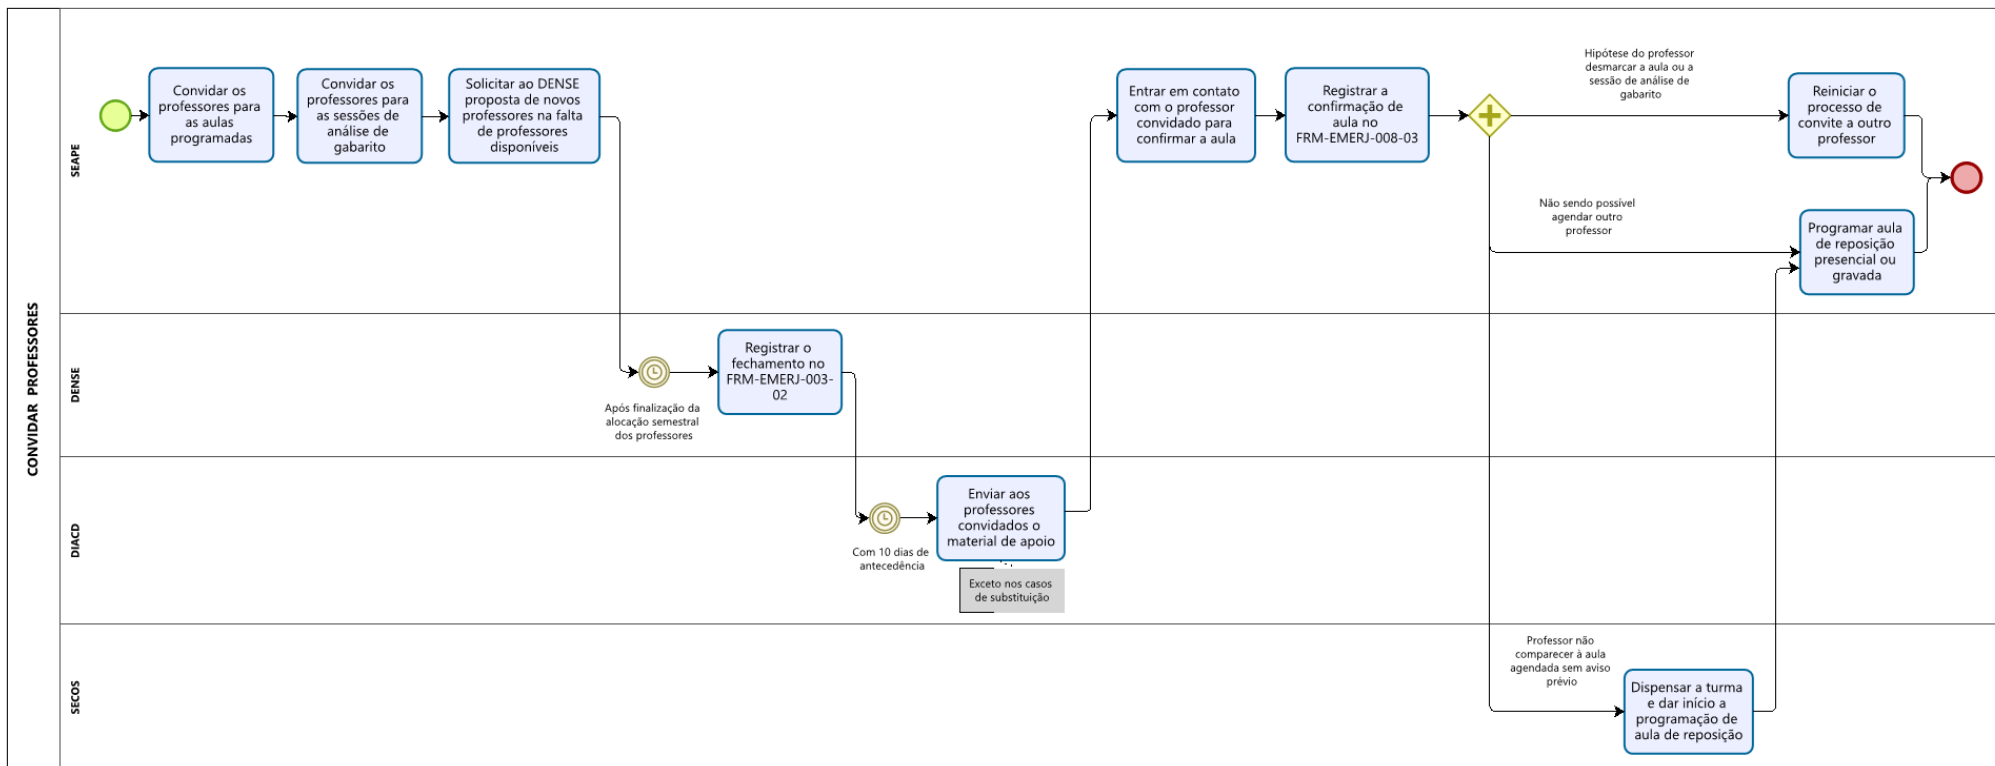 CONVIDAR PROFESSORES
SEAPE
Convidar os
professores para
as aulas
programadas
Convidar os
professores para
as sessões de
análise de
gabarito
Solicitar ao DENSE
proposta de novos
professores na falta
de professores
disponíveis
Entrar em contato
com o professor
convidado para
confirmar a aula
Registrar a
confirmação de
aula no
FRM-EMERJ-008-03
Hipótese do professor
desmarcar a aula ou a
sessão de análise de
gabarito
Reiniciar o
processo de
convite a outro
professor
Não sendo possível
agendar outro
professor
Programar aula
de reposição
presencial ou
gravada
DENSE
Após finalização da
alocação semestral
dos professores
Registrar o
fechamento no
FRM-EMERJ-003-
02
DIACD
Com 10 dias de
antecedência
Enviar aos
professores
convidados o
material de apoio
Exceto nos casos
de substituição
SECOS
Professor não
comparecer à aula
agendada sem aviso
prévio
Dispensar a turma
e dar início a
programação de
aula de reposição